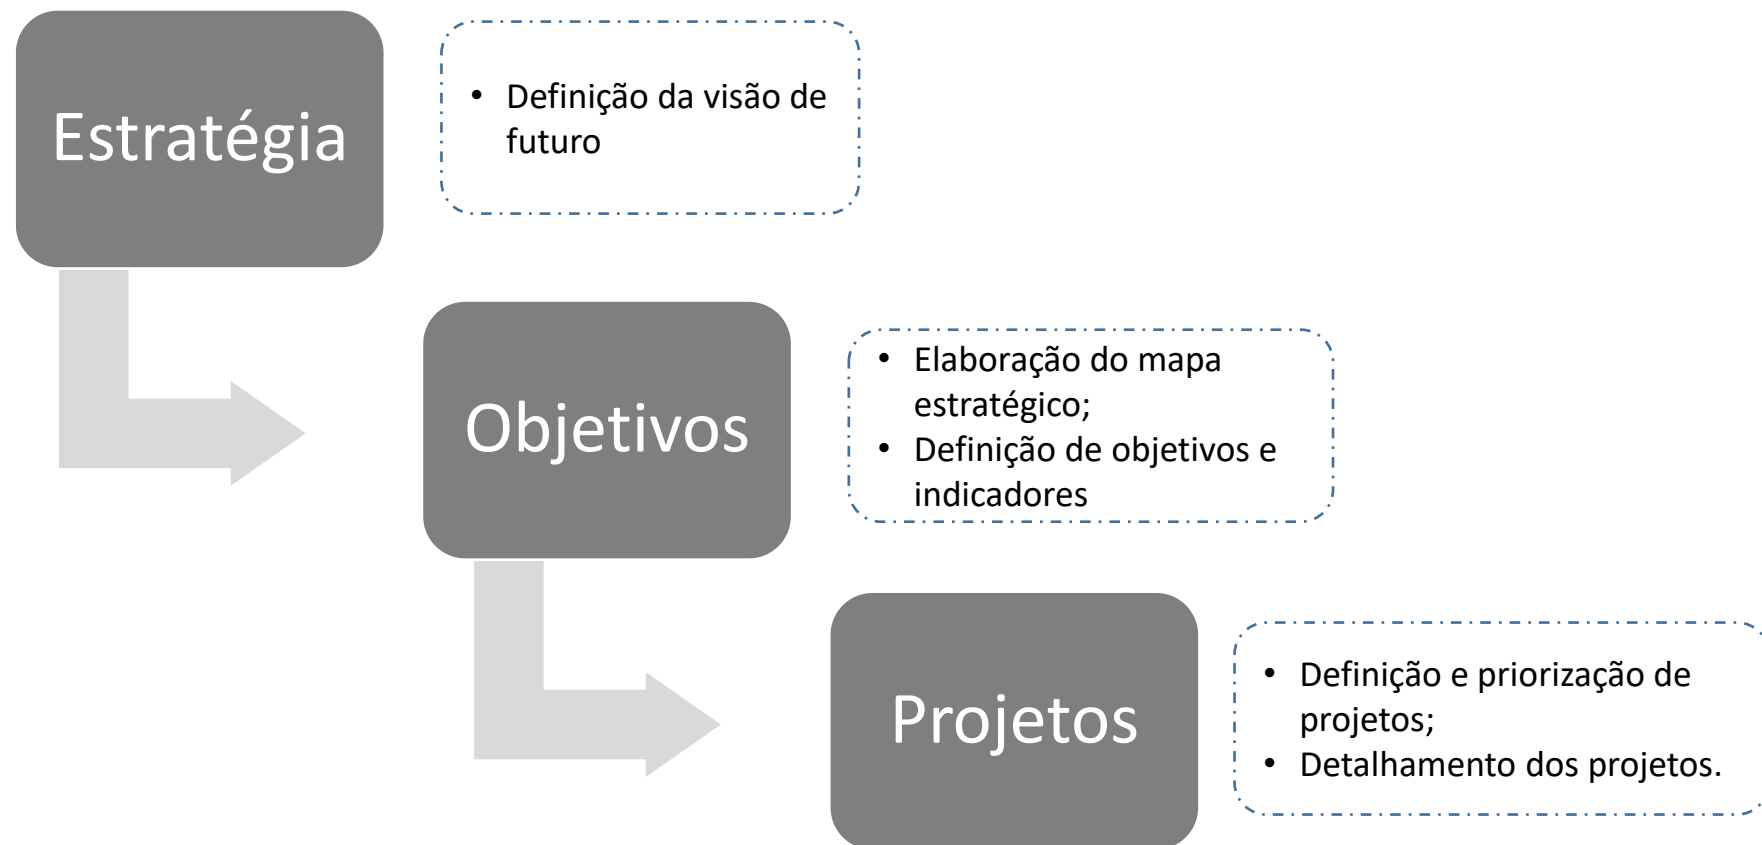 Estratégia
• Definição da visão de
futuro
Objetivos
• Elaboração do mapa
estratégico;
• Definição de objetivos e
indicadores
Projetos
• Definição e priorização de
projetos;
• Detalhamento dos projetos.